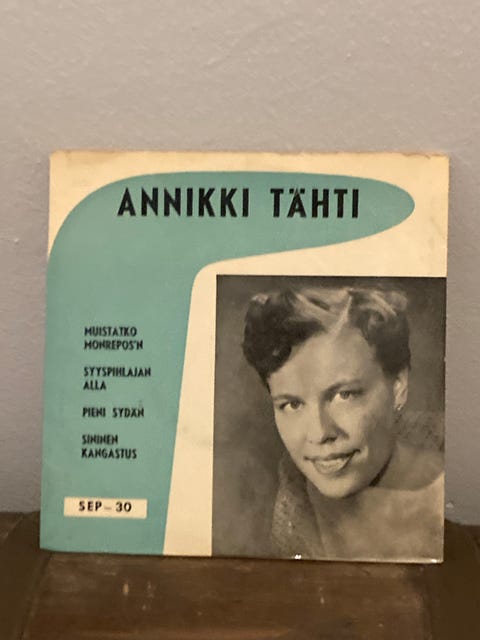 ANNIKKI TÄHTI
MUISTATKO
MONREPOS'N
SYYSPIHLAJAN
ALLA
PIENI SYDÄN
SININEN
KANGASTUS
SEP – 30